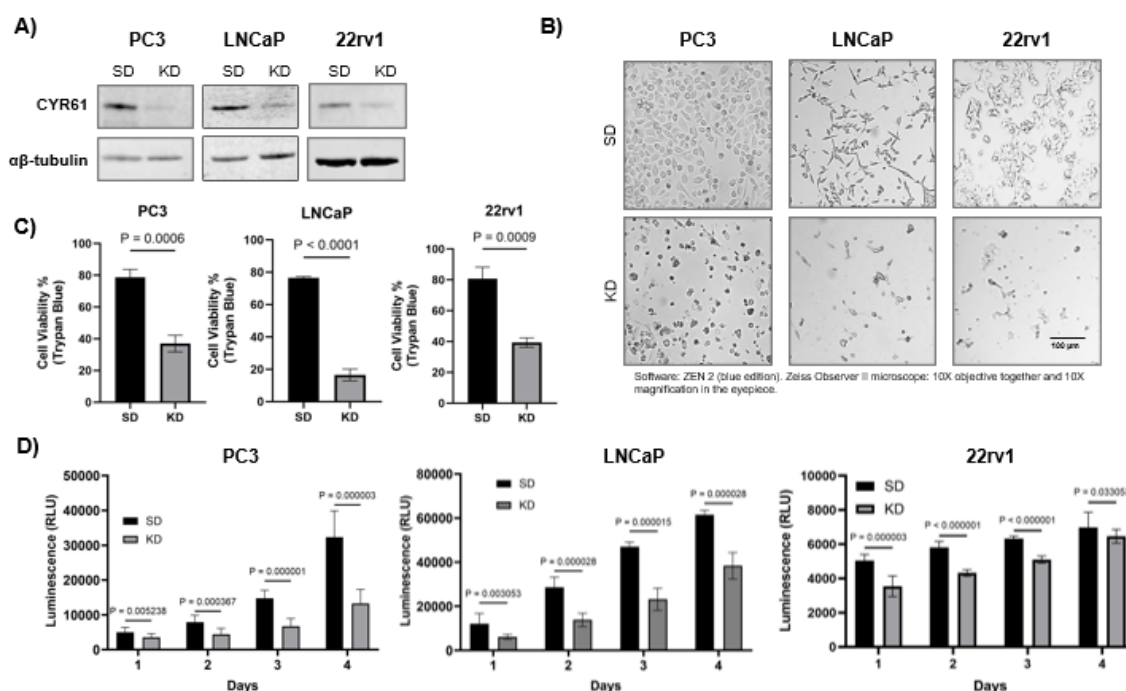 A)
PC3 LNCaP 22rv1
SD KD SD KD SD KD
CYR61
αβ-tubulin
B)
PC3 LNCaP 22rv1
SD
KD
100 µm
Software: ZEN 2 (blue edition). Zeiss Observer microscope: 10X objective together and 10X
magnification in the eyepiece.
C)
PC3
P = 0.0006
Cell Viability %
(Trypan Blue)
100
80
60
40
20
0
SD KD
LNCaP
P < 0.0001
Cell Viability %
(Trypan Blue)
100
80
60
40
20
0
SD KD
22rv1
P = 0.0009
Cell Viability %
(Trypan Blue)
100
80
60
40
20
0
SD KD
D)
PC3
Luminescence (RLU)
50000
40000
30000
20000
10000
0
SD
KD
P = 0.005238
P = 0.000367
P = 0.000001
P = 0.000003
1 2 3 4
Days
LNCaP
Luminescence (RLU)
80000
60000
40000
20000
0
SD
KD
P = 0.003053
P = 0.000028
P = 0.000015
P = 0.000028
1 2 3 4
Days
22rv1
Luminescence (RLU)
10000
8000
6000
4000
2000
0
SD
KD
P = 0.000003
P < 0.000001
P < 0.000001
P = 0.03305
1 2 3 4
Days